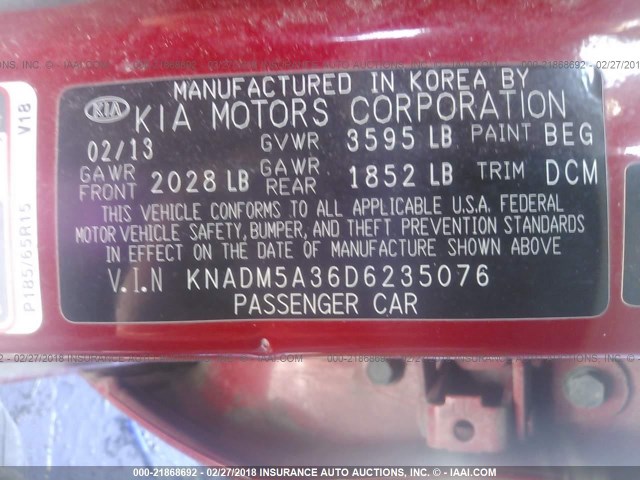 MANUFACTURED IN KOREA BY
KIA KIA MOTORS CORPORATION
02/13 GVWR 3595 LB PAINT BEG
GAWR FRONT 2028 LB GAWR REAR 1852 LB TRIM DCM
THIS VEHICLE CONFORMS TO ALL APPLICABLE U.S.A. FEDERAL
MOTOR VEHICLE SAFETY, BUMPER, AND THEFT PREVENTION STANDARDS
IN EFFECT ON THE DATE OF MANUFACTURE SHOWN ABOVE
V.I.N KNADM5A36D6235076
PASSENGER CAR
P185/65R15 V18
000-21868692 - 02/27/2018 INSURANCE AUTO AUCTIONS, INC. - © IAAI.COM